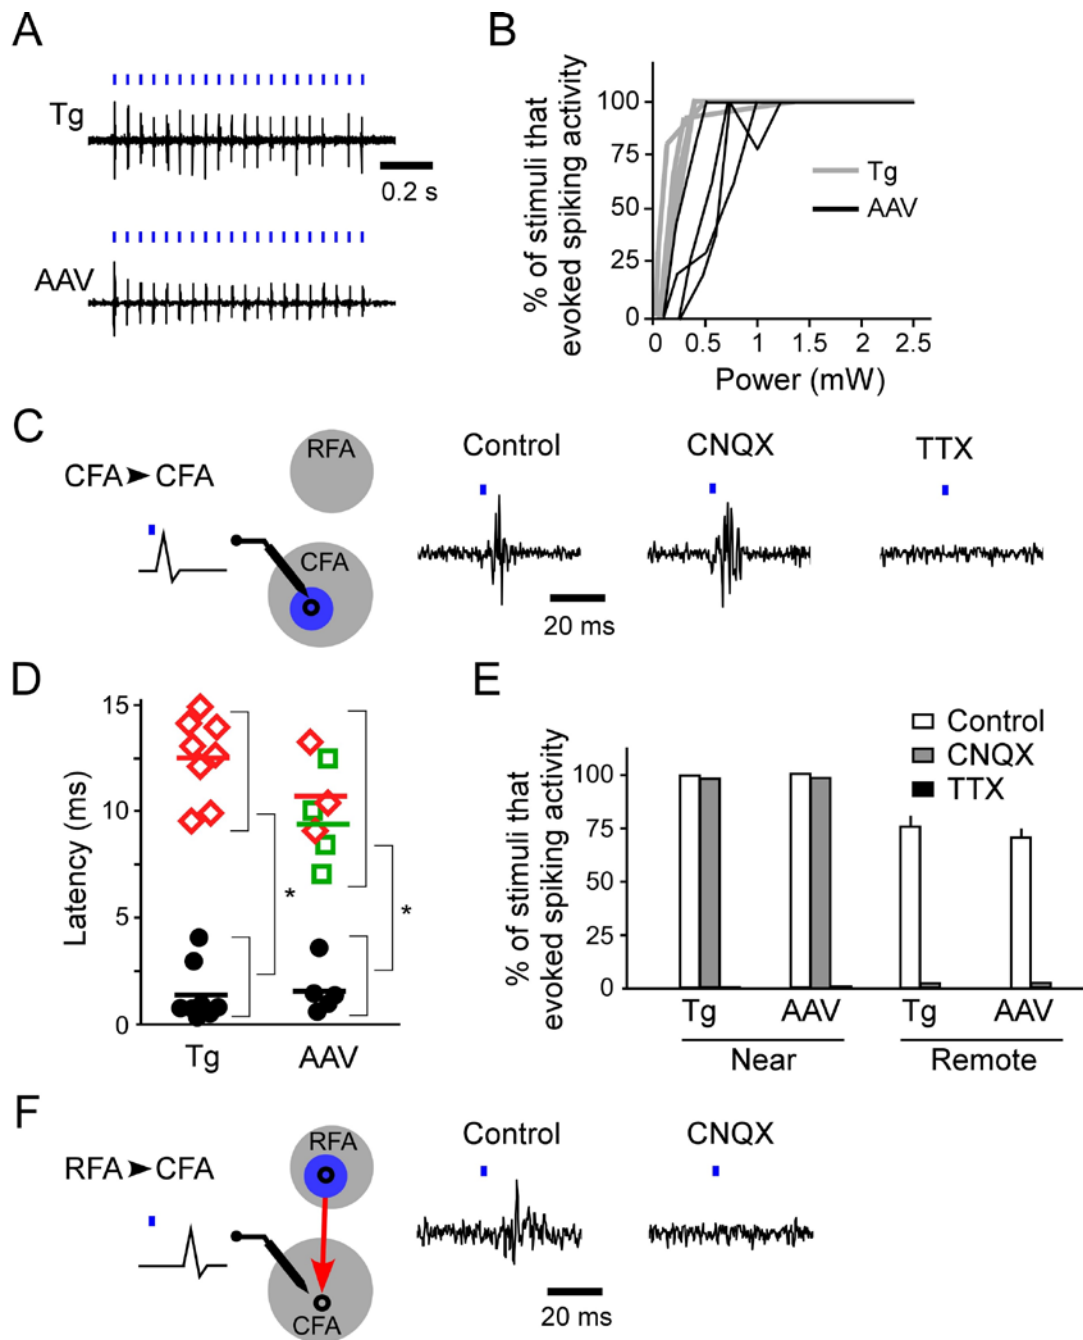 A
Tg
0.2 s
AAV
B
% of stimuli that
evoked spiking activity
100
75
50
25
0
0 0.5 1 1.5 2 2.5
Power (mW)
Tg
AAV
C
CFA ➤ CFA
RFA
CFA
Control
CNQX
TTX
20 ms
D
Latency (ms)
15
10
5
0
*
*
Tg AAV
E
% of stimuli that
evoked spiking activity
100
75
50
25
0
Control
CNQX
TTX
Tg AAV Tg AAV
Near Remote
F
RFA ➤ CFA
RFA
CFA
Control
CNQX
20 ms